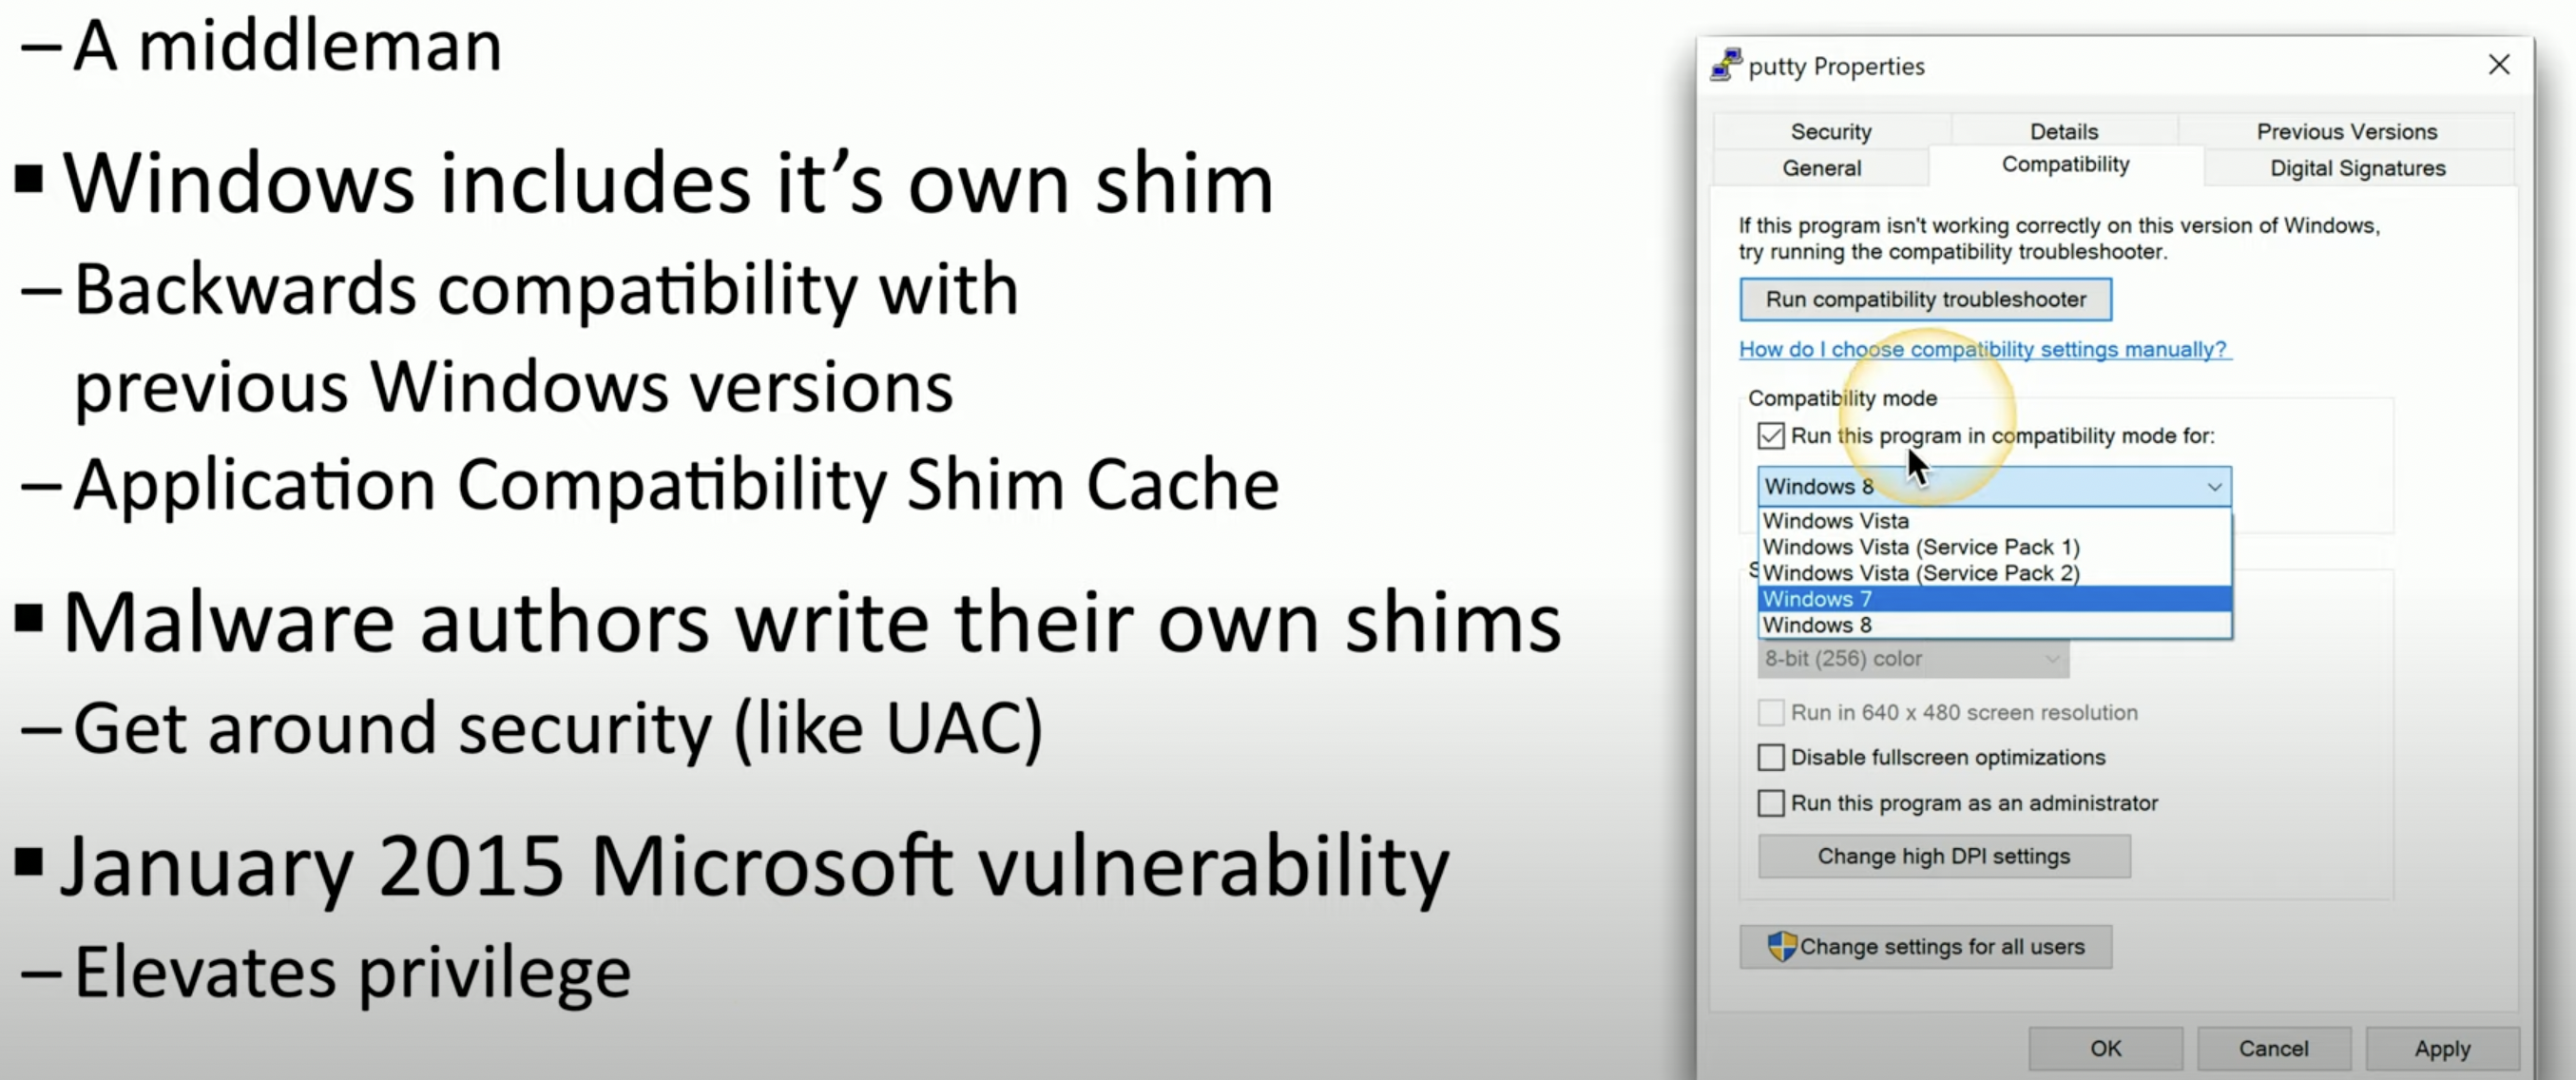 –A middleman
▪Windows includes it’s own shim
–Backwards compatibility with
previous Windows versions
–Application Compatibility Shim Cache
▪Malware authors write their own shims
–Get around security (like UAC)
▪January 2015 Microsoft vulnerability
–Elevates privilege
putty Properties
Security Details Previous Versions
General Compatibility Digital Signatures
If this program isn't working correctly on this version of Windows,
try running the compatibility troubleshooter.
Run compatibility troubleshooter
How do I choose compatibility settings manually?
Compatibility mode
Run this program in compatibility mode for:
Windows 8
Windows Vista
Windows Vista (Service Pack 1)
Windows Vista (Service Pack 2)
Windows 7
Windows 8
8-bit (256) color
Run in 640 x 480 screen resolution
Disable fullscreen optimizations
Run this program as an administrator
Change high DPI settings
Change settings for all users
OK Cancel Apply